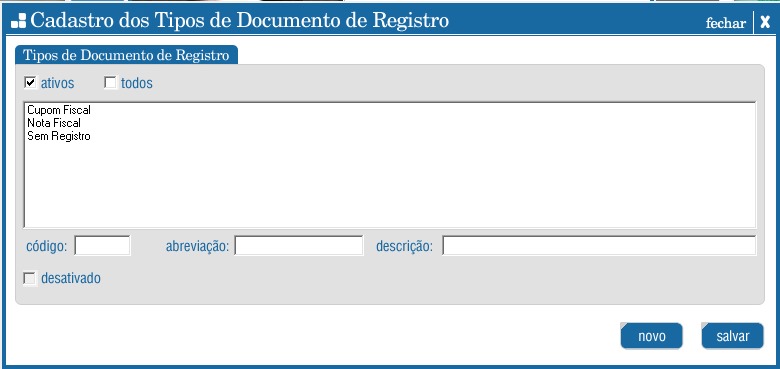 Cadastro dos Tipos de Documento de Registro
fechar X
Tipos de Documento de Registro
ativos todos
Cupom Fiscal
Nota Fiscal
Sem Registro
código: abreviação: descrição:
desativado
novo salvar